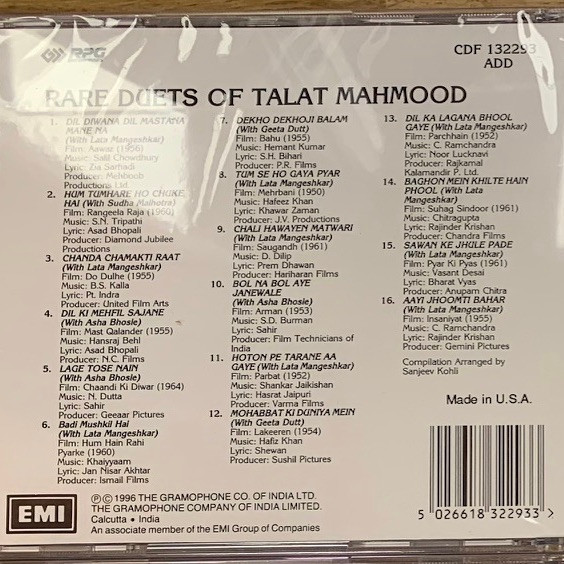 RPG
CDF 132293
ADD
RARE DUETS OF TALAT MAHMOOD
1. DIL DIWANA DIL MASTANA
MANE NA
(With Lata Mangeshkar)
Film: Awaz (1956)
Music: Salil Chowdhury
Lyric: Zia Sarhadi
Producer: Mehboob
Productions Ltd.
2. HUM TUMHARE HO CHUKE
HAI (With Sudha Malhotra)
Film: Rangeela Raja (1960)
Music: S.N. Tripathi
Lyric: Asad Bhopali
Producer: Diamond Jubilee
Productions
3. CHANDA CHAMAKTI RAAT
(With Lata Mangeshkar)
Film: Do Dulhe (1955)
Music: B.S. Kalla
Lyric: Pt. Indra
Producer: United Film Arts
4. DIL KI MEHFIL SAJANE
(With Asha Bhosle)
Film: Mast Qalander (1955)
Music: Hansraj Behl
Lyric: Asad Bhopali
Producer: N.C. Films
5. LAGE TOSE NAIN
(With Asha Bhosle)
Film: Chaandi Ki Diwar (1964)
Music: N. Dutta
Lyric: Sahir
Producer: Geeaar Pictures
6. Badi Mushkil Hai
(With Lata Mangeshkar)
Film: Hum Hain Rahi
Pyarke (1960)
Music: Khaiyyaam
Lyric: Jan Nisar Akhtar
Producer: Ismail Films
7. DEKHO DEKHOJI BALAM
(With Geeta Dutt)
Film: Bahu (1955)
Music: Hemant Kumar
Lyric: S.H. Bihari
Producer: P.R. Films
8. TUM SE HO GAYA PYAR
(With Lata Mangeshkar)
Film: Mehrbani (1950)
Music: Hafeez Khan
Lyric: Khawar Zaman
Producer: J.V. Productions
9. CHALI HAWAYEN MATWARI
(With Lata Mangeshkar)
Film: Saugandh (1961)
Music: D. Dilip
Lyric: Prem Dhawan
Producer: Hariharan Films
10. BOL NA BOL AYE
JANEWALE
(With Asha Bhosle)
Film: Arman (1953)
Music: S.D. Burman
Lyric: Sahir
Producer: Film Technicians of
India
11. HOTON PE TARANE AA
GAYE (With Lata Mangeshkar)
Film: Parbat (1952)
Music: Shankar Jaikishan
Lyric: Hasrat Jaipuri
Producer: Varma Films
12. MOHABBAT KI DUNIYA MEIN
(With Geeta Dutt)
Film: Lakeeren (1954)
Music: Hafiz Khan
Lyric: Shewan
Producer: Sushil Pictures
13. DIL KA LAGANA BHOOL
GAYE (With Lata Mangeshkar)
Film: Parchhain (1952)
Music: C. Ramchandra
Lyric: Noor Lucknavi
Producer: Rajkamal
Kalamandir P. Ltd.
14. BAGHON MEIN KHILTE HAIN
PHOOL (With Lata
Mangeshkar)
Film: Suhag Sindoor (1961)
Music: Chitragupta
Lyric: Rajinder Krishan
Producer: Chandra Films
15. SAWAN KE JHULE PADE
(With Lata Mangeshkar)
Film: Pyar Ki Pyas (1961)
Music: Vasant Desai
Lyric: Bharat Vyas
Producer: Anupam Chitra
16. AAYI JHOOMTI BAHAR
(With Lata Mangeshkar)
Film: Insaniyat (1955)
Music: C. Ramchandra
Lyric: Rajinder Krishan
Producer: Gemini Pictures
Compilation Arranged by
Sanjeev Kohli
Made in U.S.A.
EMI
Ⓟ © 1996 THE GRAMOPHONE CO. OF INDIA LTD.
THE GRAMOPHONE COMPANY OF INDIA LIMITED.
Calcutta • India
An associate member of the EMI Group of Companies
5 026618 322933 >